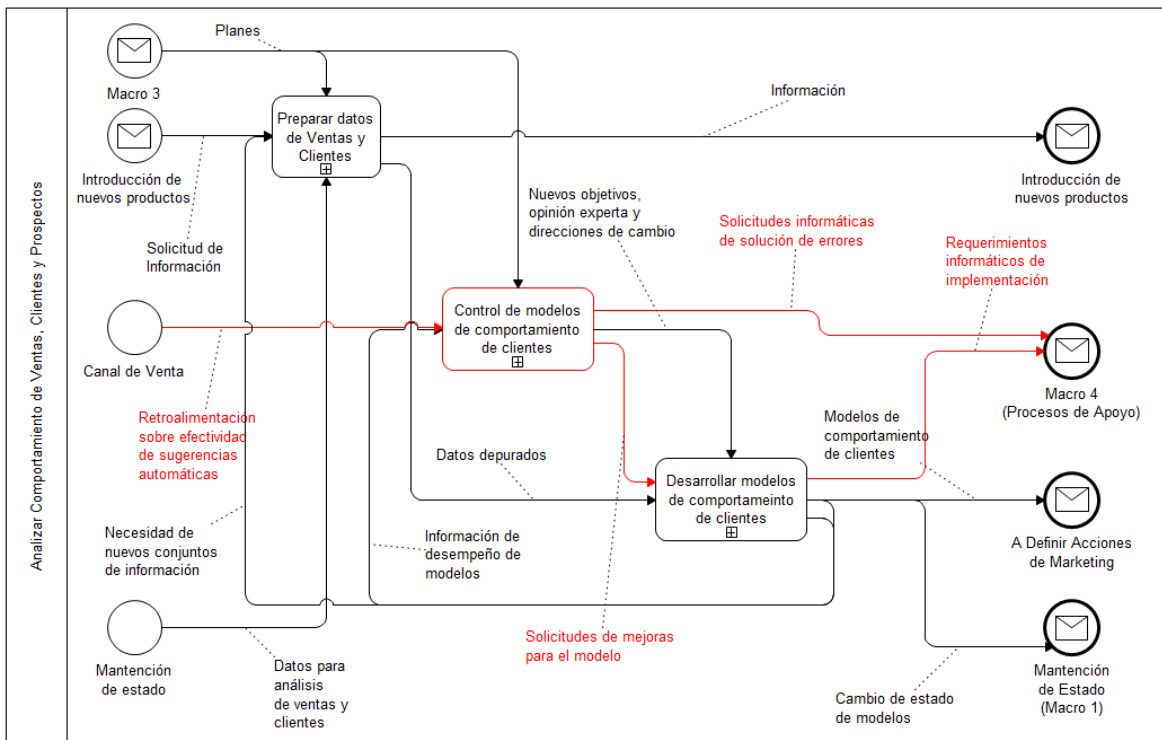 Analizar Comportamiento de Ventas, Clientes y Prospectos
Planes
Macro 3
Preparar datos
de Ventas y
Clientes
Información
Introducción de
nuevos productos
Introducción de
nuevos productos
Solicitud de
Información
Nuevos objetivos,
opinión experta y
direcciones de cambio
Solicitudes informáticas
de solución de errores
Requerimientos
informáticos de
implementación
Control de modelos
de comportamiento
de clientes
Canal de Venta
Macro 4
(Procesos de Apoyo)
Retroalimentación
sobre efectividad
de sugerencias
automáticas
Modelos de
comportamiento
de clientes
Datos depurados
Desarrollar modelos
de comportameinto
de clientes
Necesidad de
nuevos conjuntos
de información
Información de
desempeño de
modelos
A Definir Acciones
de Marketing
Solicitudes de mejoras
para el modelo
Mantención
de estado
Datos para
análisis
de ventas y
clientes
Cambio de estado
de modelos
Mantención
de Estado
(Macro 1)